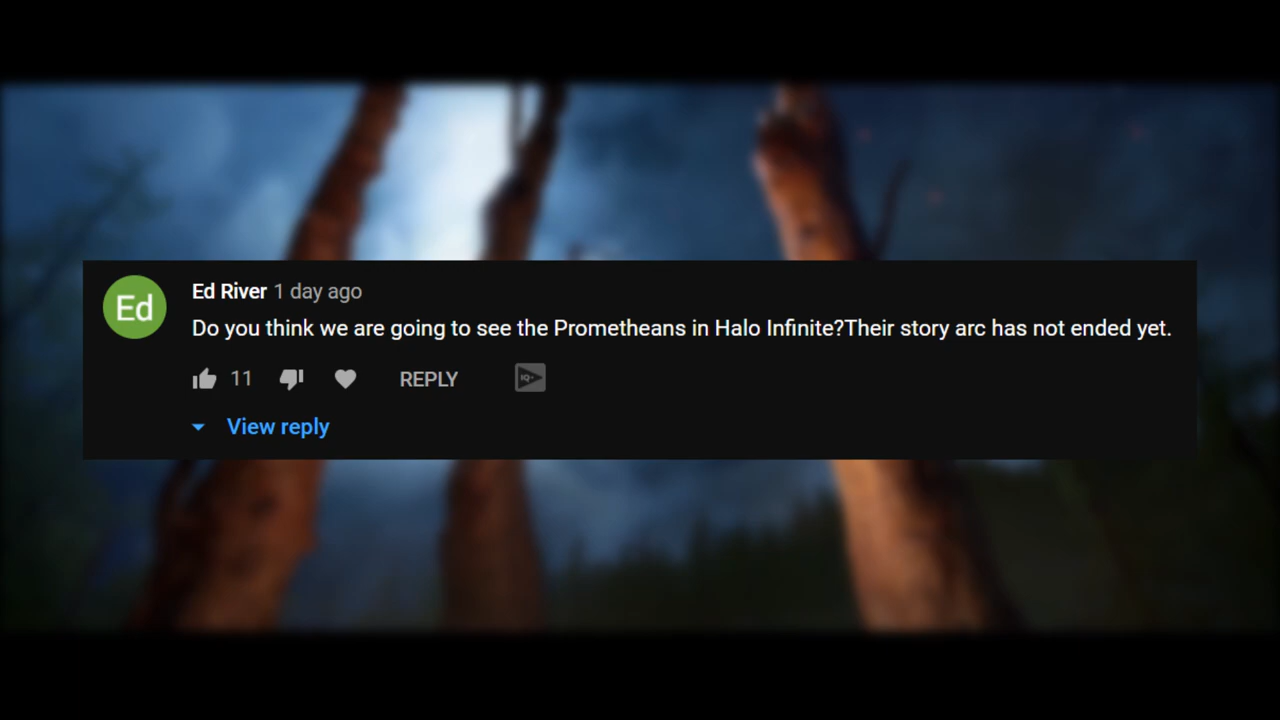 Ed
Ed River 1 day ago
Do you think we are going to see the Prometheans in Halo Infinite?Their story arc has not ended yet.
11 REPLY IQ+
View reply